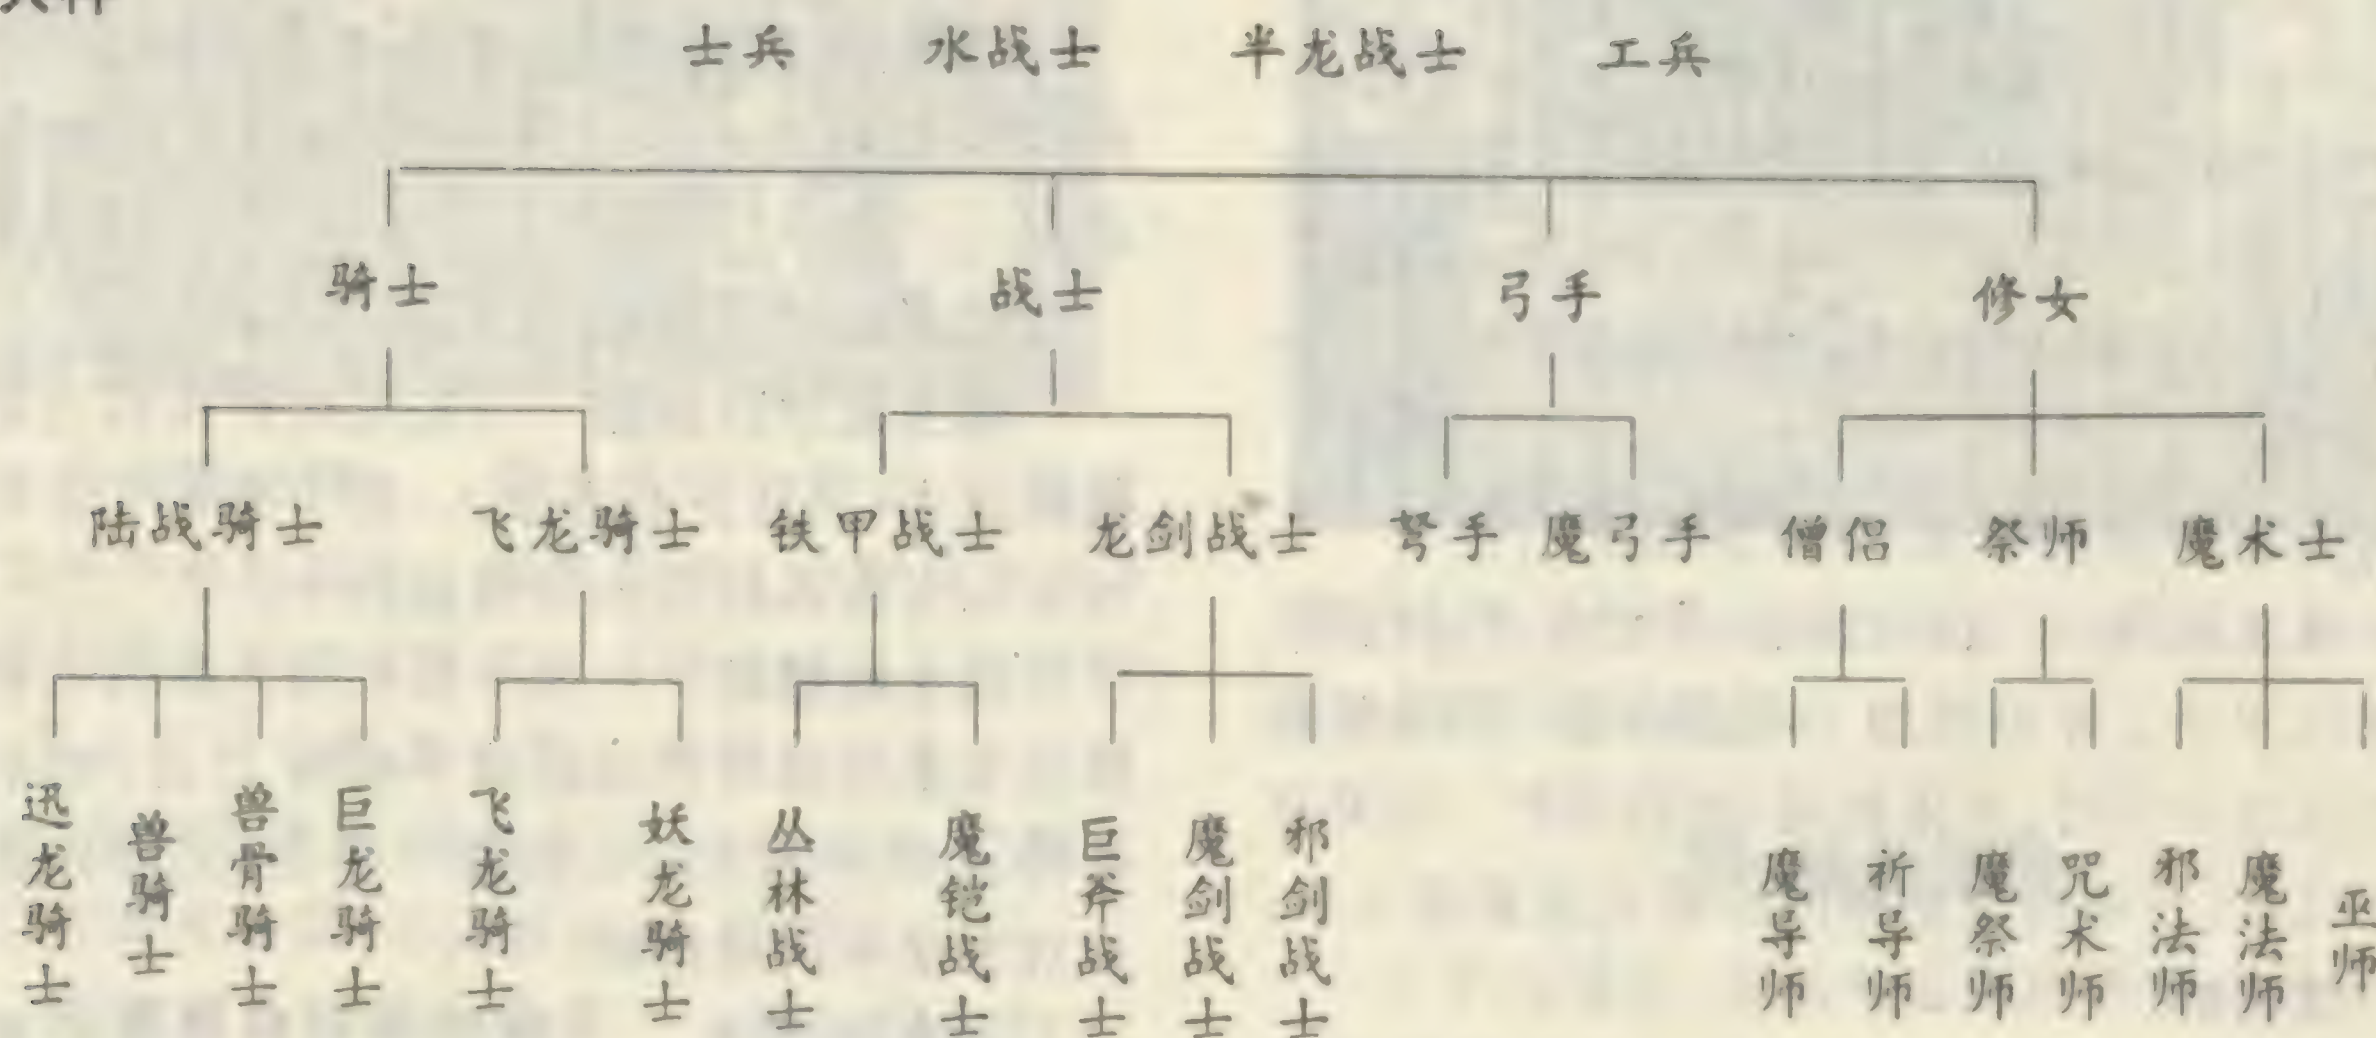 士兵 水战士 半龙战士 工兵
骑士 战士 弓手 修女
陆战骑士 飞龙骑士 铁甲战士 龙剑战士 弩手 魔弓手 僧侣 祭师 魔术士
迅龙骑士
兽骑士
兽骨骑士
巨龙骑士
飞龙骑士
妖龙骑士
丛林战士
魔铠战士
巨斧战士
魔剑战士
邪剑战士
魔导师
祈导师
魔祭师
咒术师
邪法师
魔法师
巫师